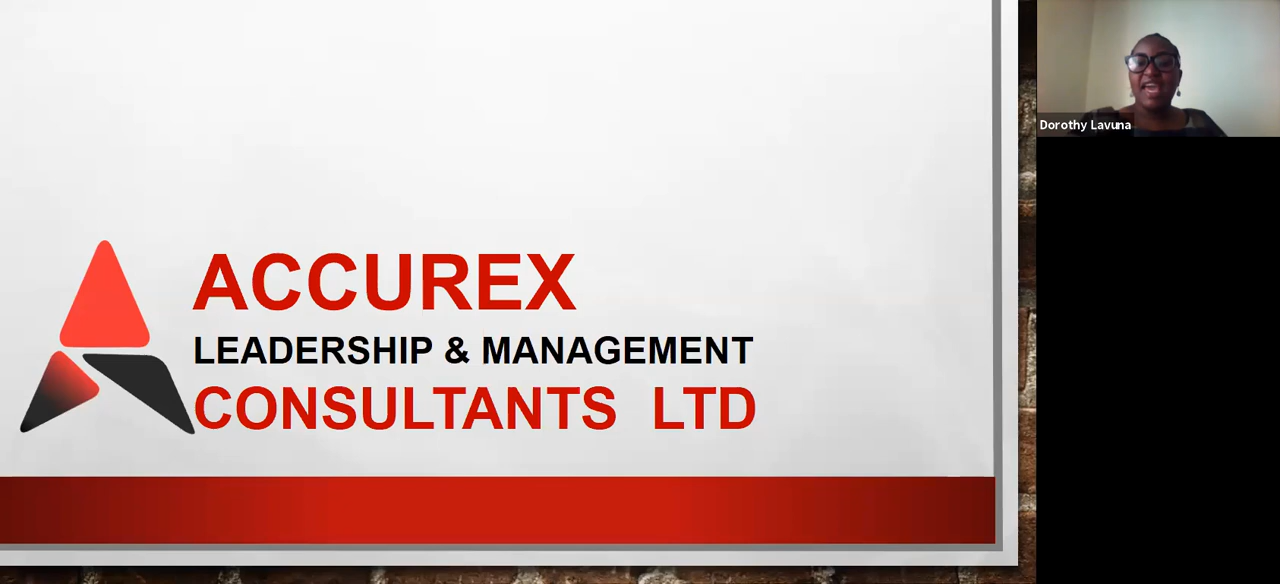 ACCUREX
LEADERSHIP & MANAGEMENT
CONSULTANTS LTD
Dorothy Lavuna